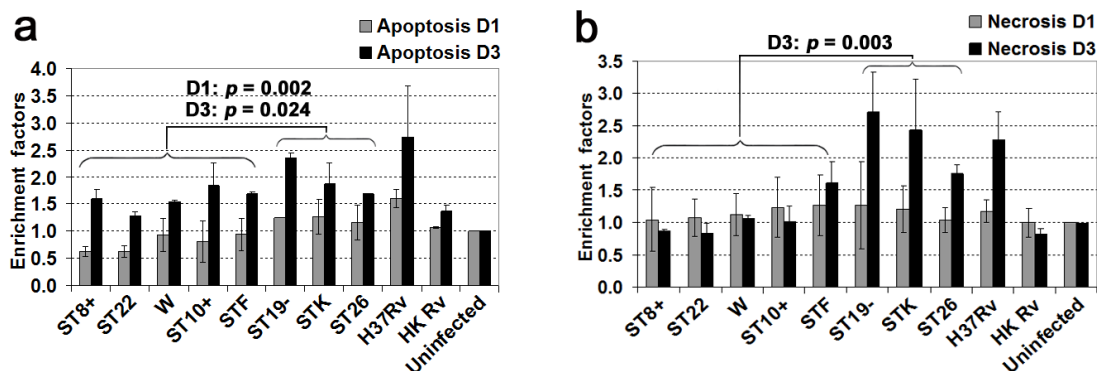 a
Apoptosis D1
Apoptosis D3
D1: p = 0.002
D3: p = 0.024
Enrichment factors
4.0
3.5
3.0
2.5
2.0
1.5
1.0
0.5
0.0
ST8+
ST22
W
ST10+
STF
ST19-
STK
ST26
H37Rv
HK Rv
Uninfected
b
Necrosis D1
Necrosis D3
D3: p = 0.003
Enrichment factors
3.5
3.0
2.5
2.0
1.5
1.0
0.5
0.0
ST8+
ST22
W
ST10+
STF
ST19-
STK
ST26
H37Rv
HK Rv
Uninfected